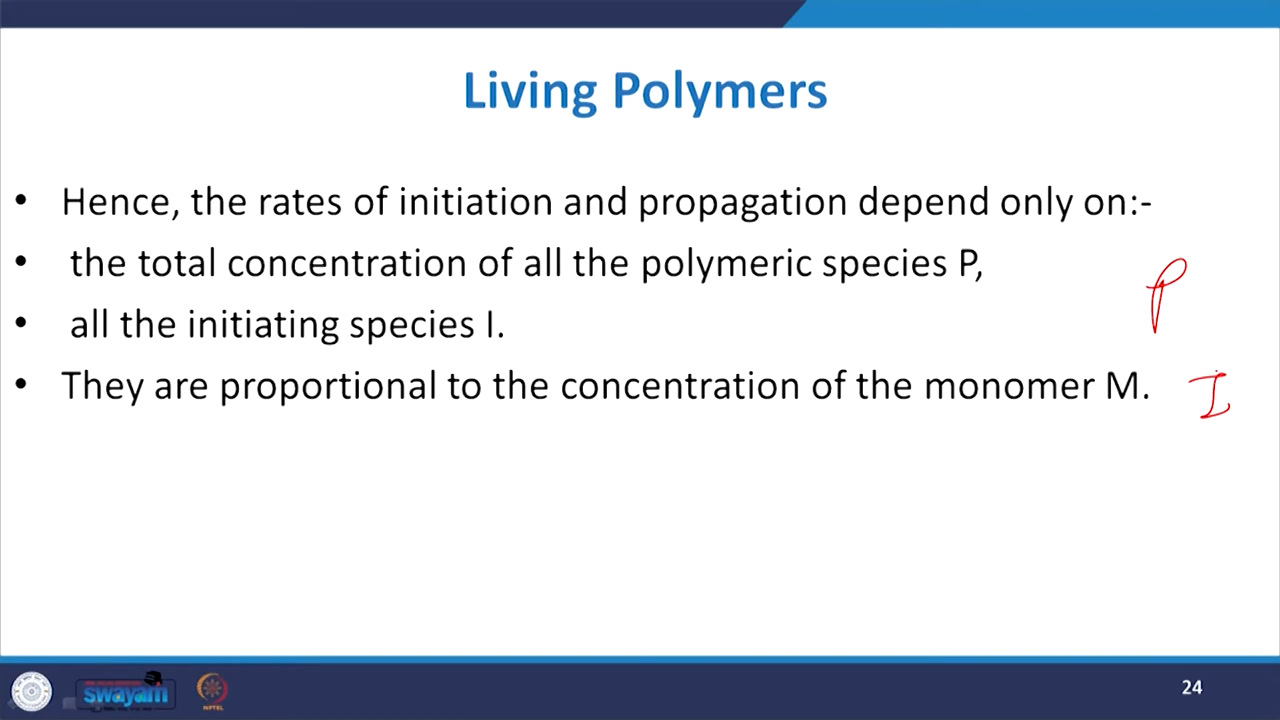 Living Polymers
• Hence, the rates of initiation and propagation depend only on:-
• the total concentration of all the polymeric species P,
• all the initiating species I.
• They are proportional to the concentration of the monomer M.
P
I
swayam
NPTEL
24